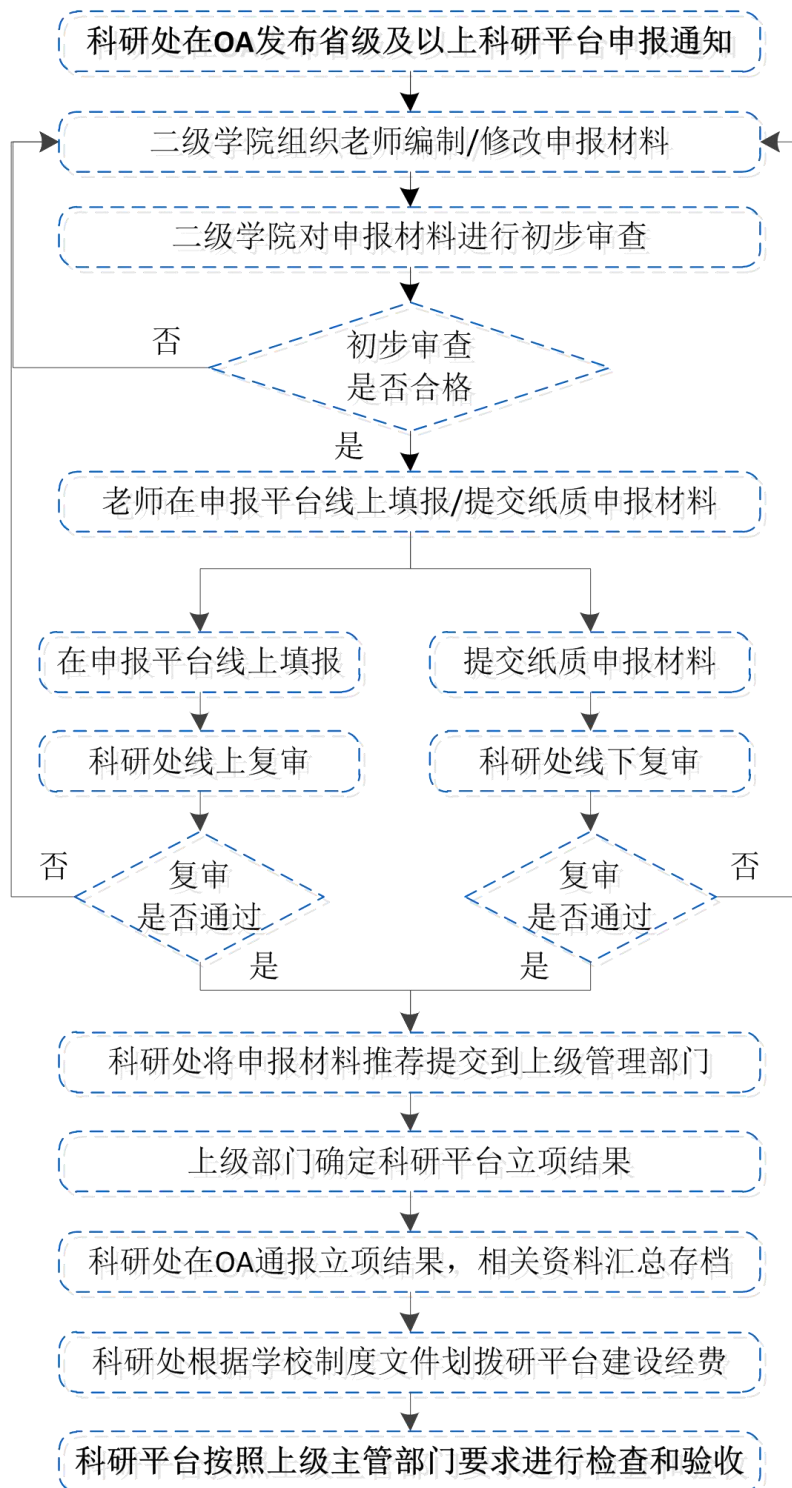 科研处在OA发布省级及以上科研平台申报通知
二级学院组织老师编制/修改申报材料
二级学院对申报材料进行初步审查
否
初步审查
是否合格
是
老师在申报平台线上填报/提交纸质申报材料
在申报平台线上填报
提交纸质申报材料
科研处线上复审
科研处线下复审
否
复审
是否通过
复审
是否通过
否
是
是
科研处将申报材料推荐提交到上级管理部门
上级部门确定科研平台立项结果
科研处在OA通报立项结果，相关资料汇总存档
科研处根据学校制度文件划拨研平台建设经费
科研平台按照上级主管部门要求进行检查和验收